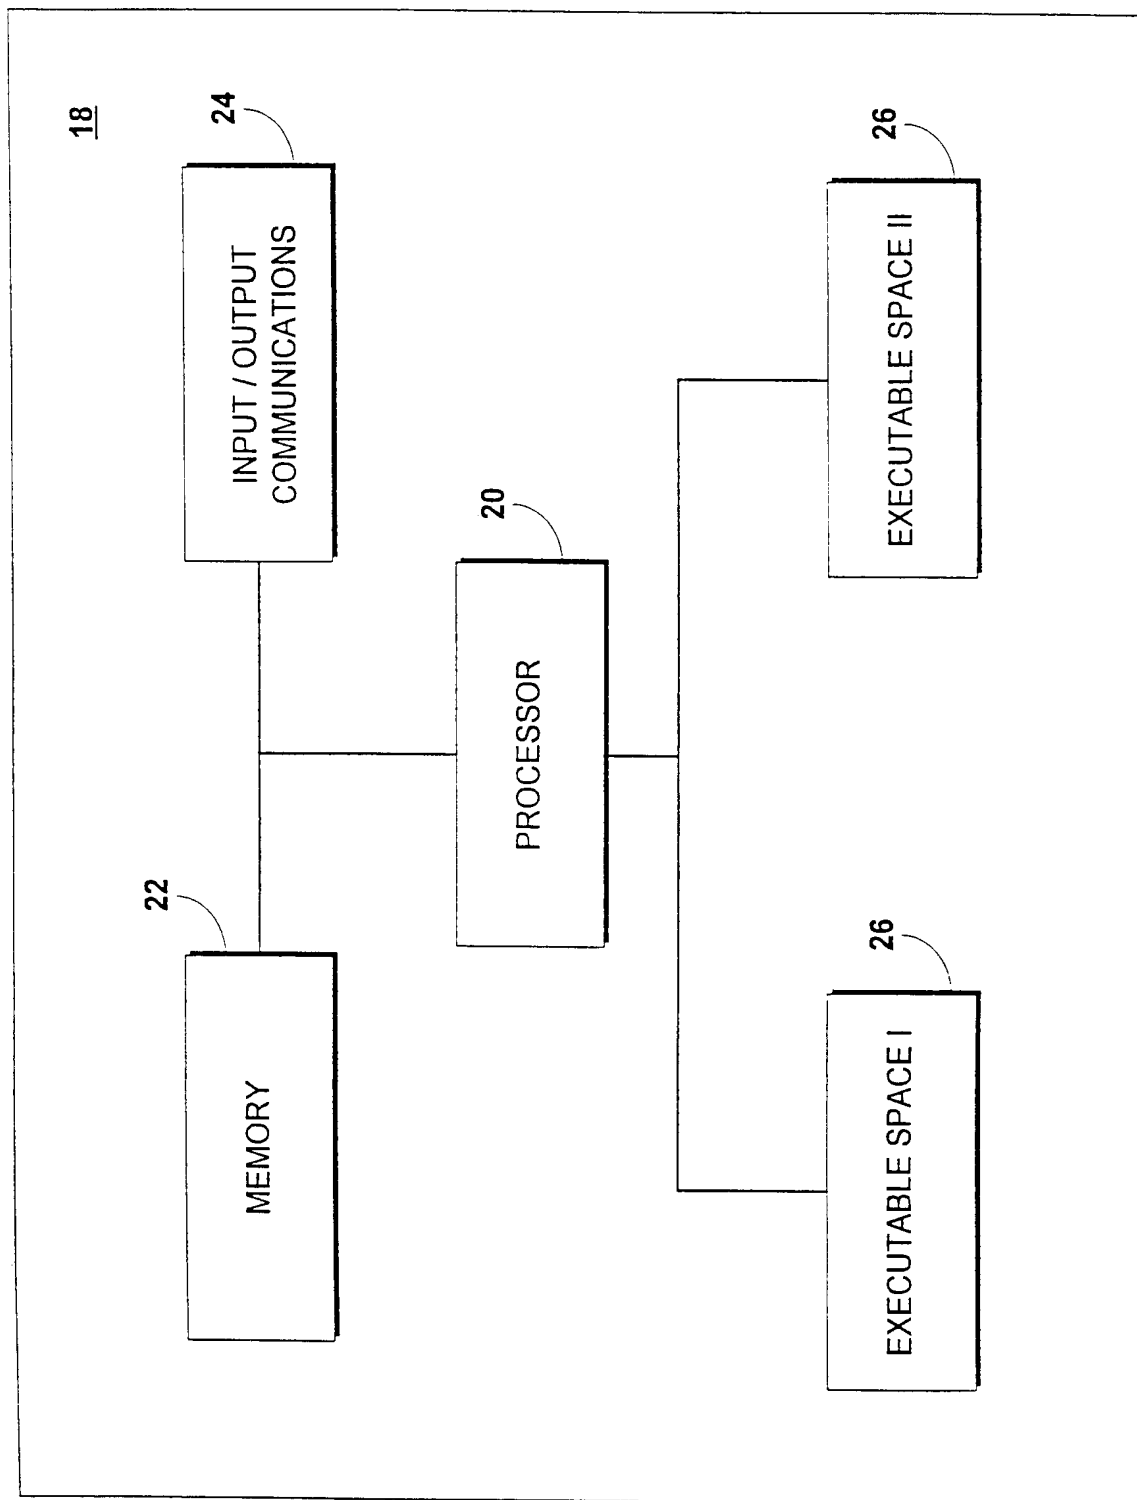 18
22
MEMORY
24
INPUT / OUTPUT
COMMUNICATIONS
20
PROCESSOR
26
EXECUTABLE SPACE I
26
EXECUTABLE SPACE II